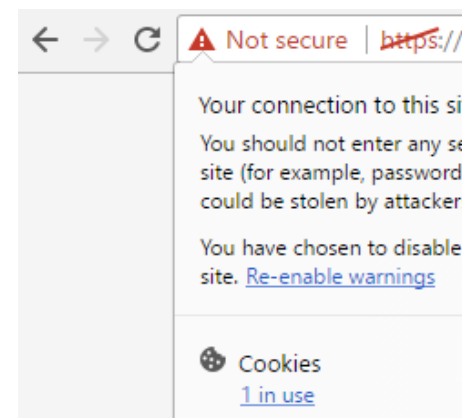 Not secure | https://
Your connection to this si
You should not enter any se
site (for example, password
could be stolen by attacker
You have chosen to disable
site. Re-enable warnings
Cookies
1 in use